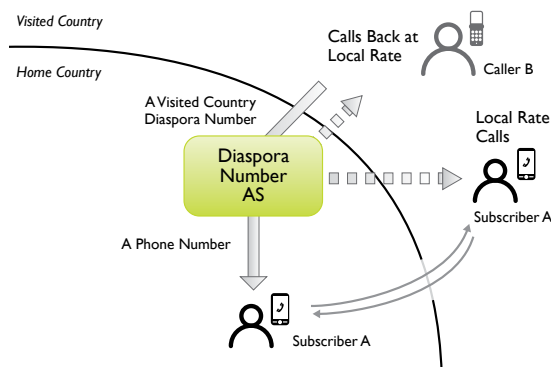 Visited Country
Home Country
Calls Back at
Local Rate
Caller B
A Visited Country
Diaspora Number
Local Rate
Calls
Diaspora
Number
AS
Subscriber A
A Phone Number
Subscriber A